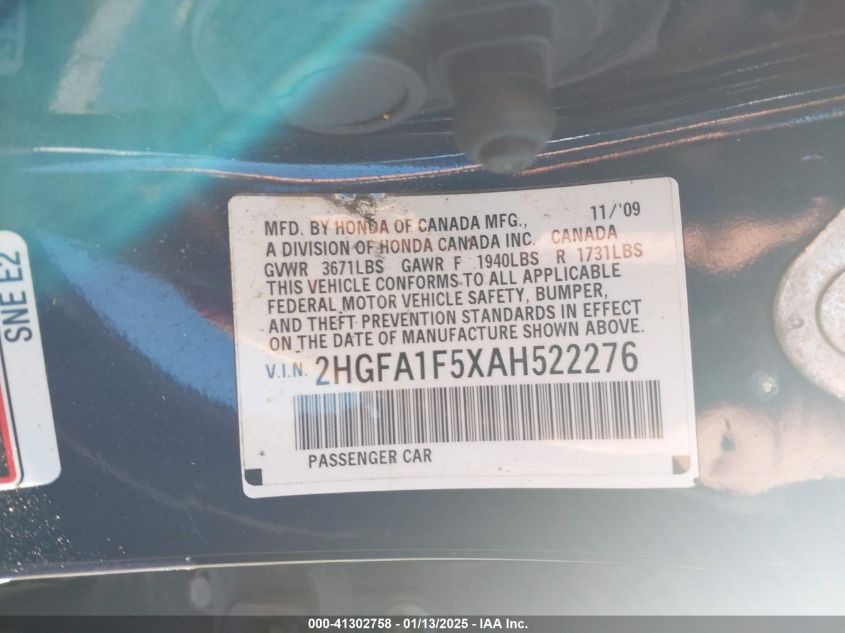 SNE E2
MFD. BY HONDA OF CANADA MFG., 11/'09
A DIVISION OF HONDA CANADA INC. CANADA
GVWR 3671LBS GAWR F 1940LBS R 1731LBS
THIS VEHICLE CONFORMS TO ALL APPLICABLE
FEDERAL MOTOR VEHICLE SAFETY, BUMPER,
AND THEFT PREVENTION STANDARDS IN EFFECT
ON THE DATE OF MANUFACTURE SHOWN ABOVE.
V.I.N. 2HGFA1F5XAH522276
PASSENGER CAR
000-41302758 - 01/13/2025 - IAA Inc.